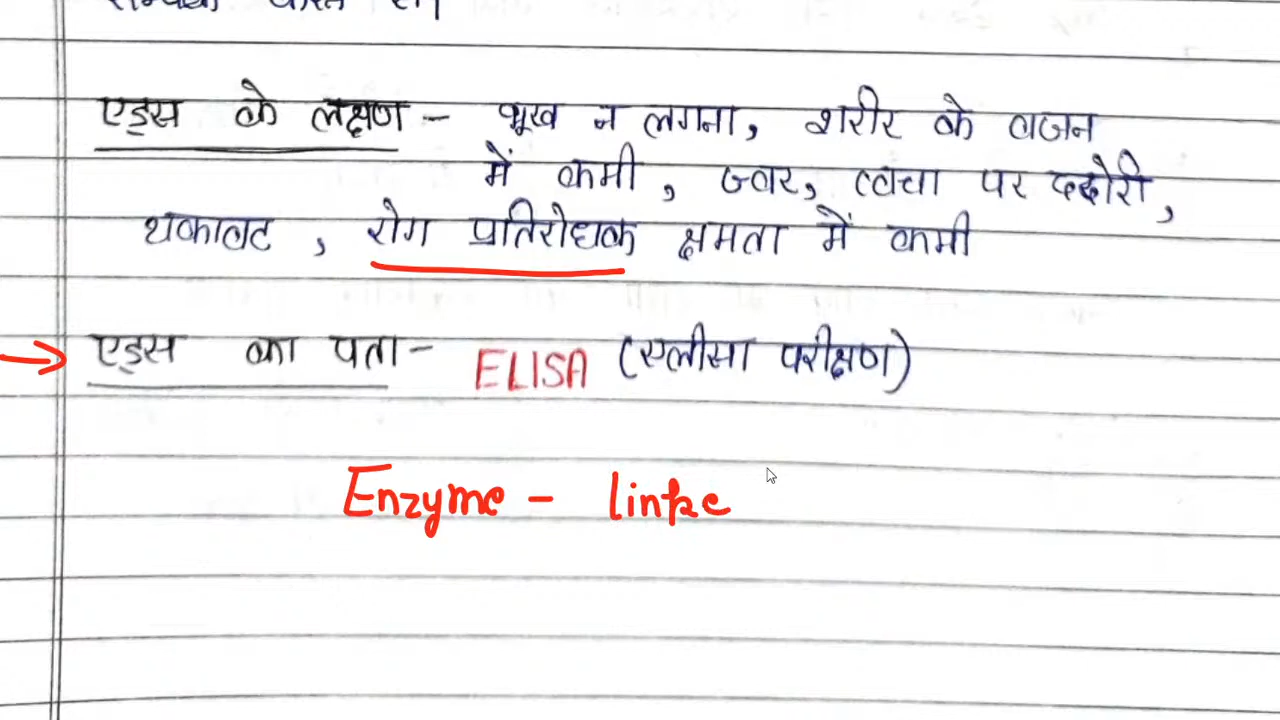 एड्स के लक्षण - भूख न लगना, शरीर के वजन
में कमी, ज्वर, त्वचा पर ददोरी,
थकावट, रोग प्रतिरोधक क्षमता में कमी
→ एड्स का पता - ELISA (एलीसा परीक्षण)
Enzyme - linke